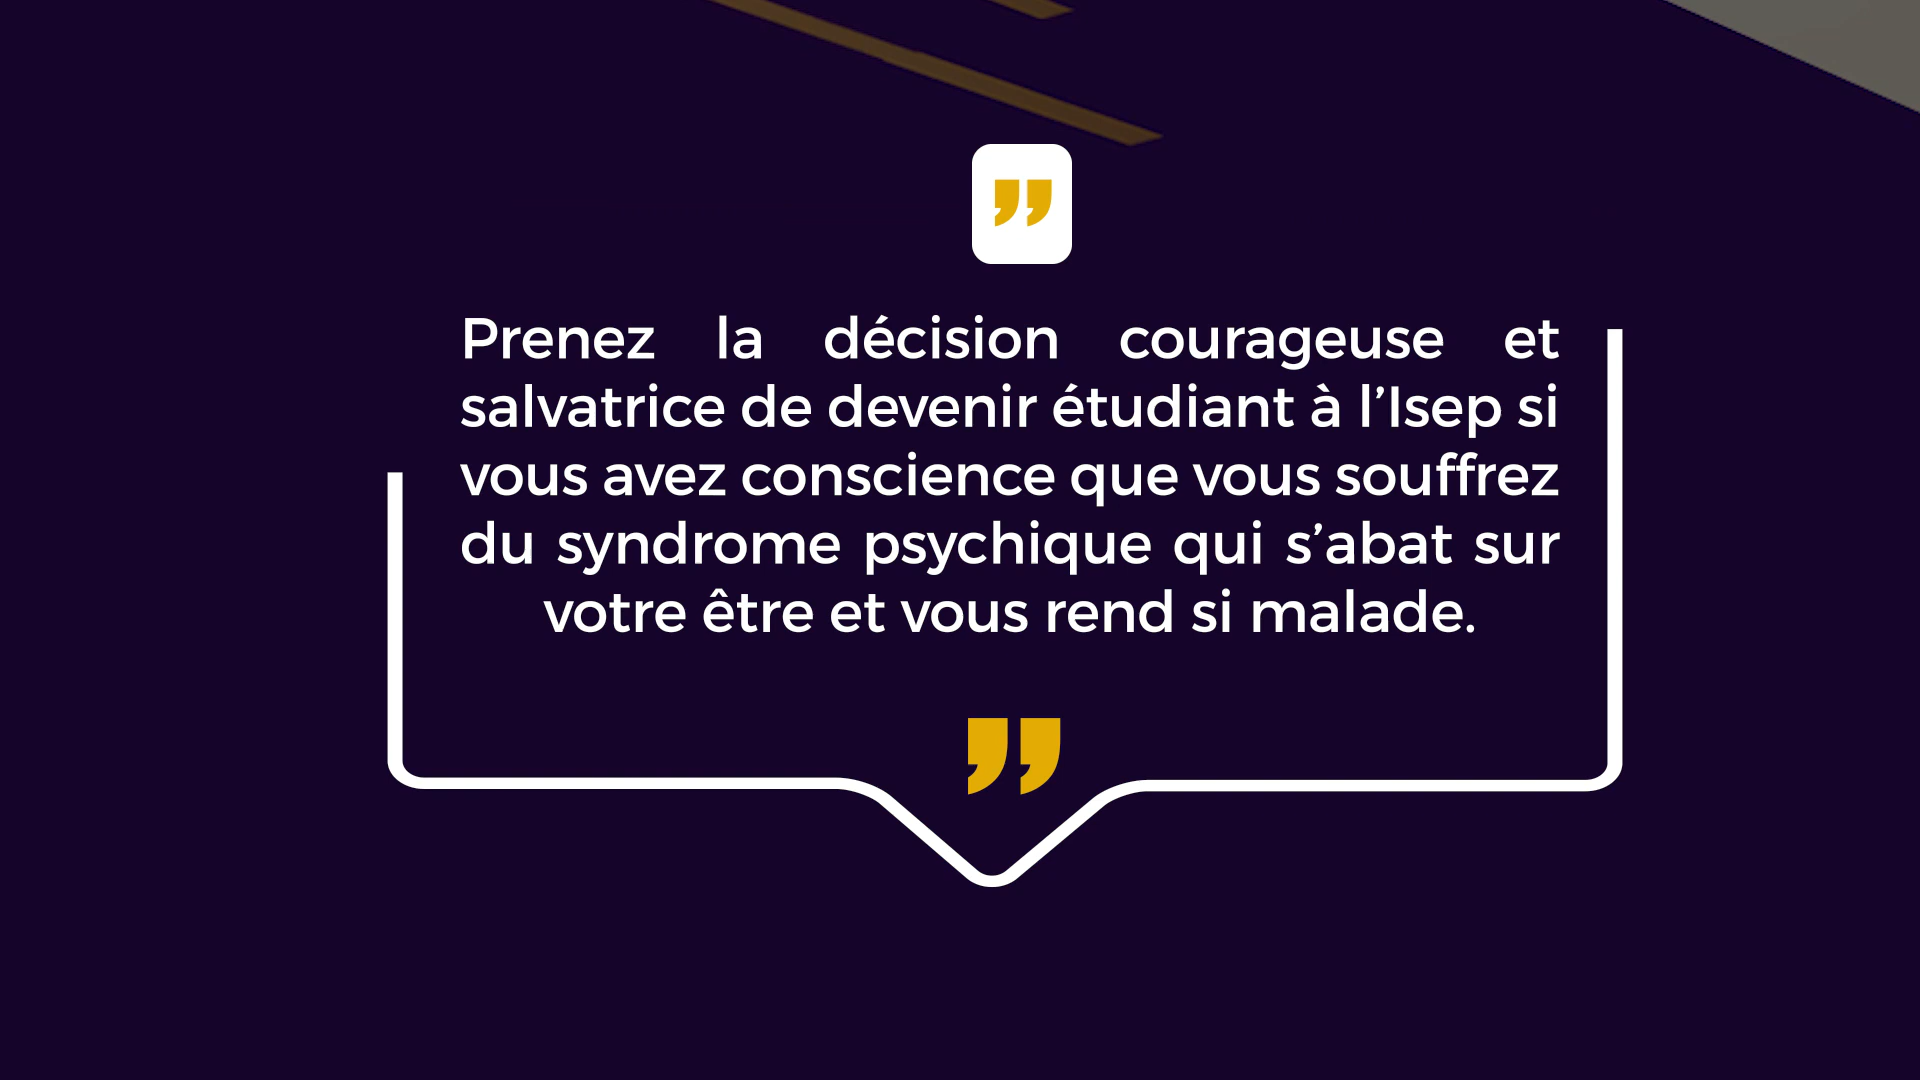 Prenez la décision courageuse et
salvatrice de devenir étudiant à l’Isep si
vous avez conscience que vous souffrez
du syndrome psychique qui s’abat sur
votre être et vous rend si malade.